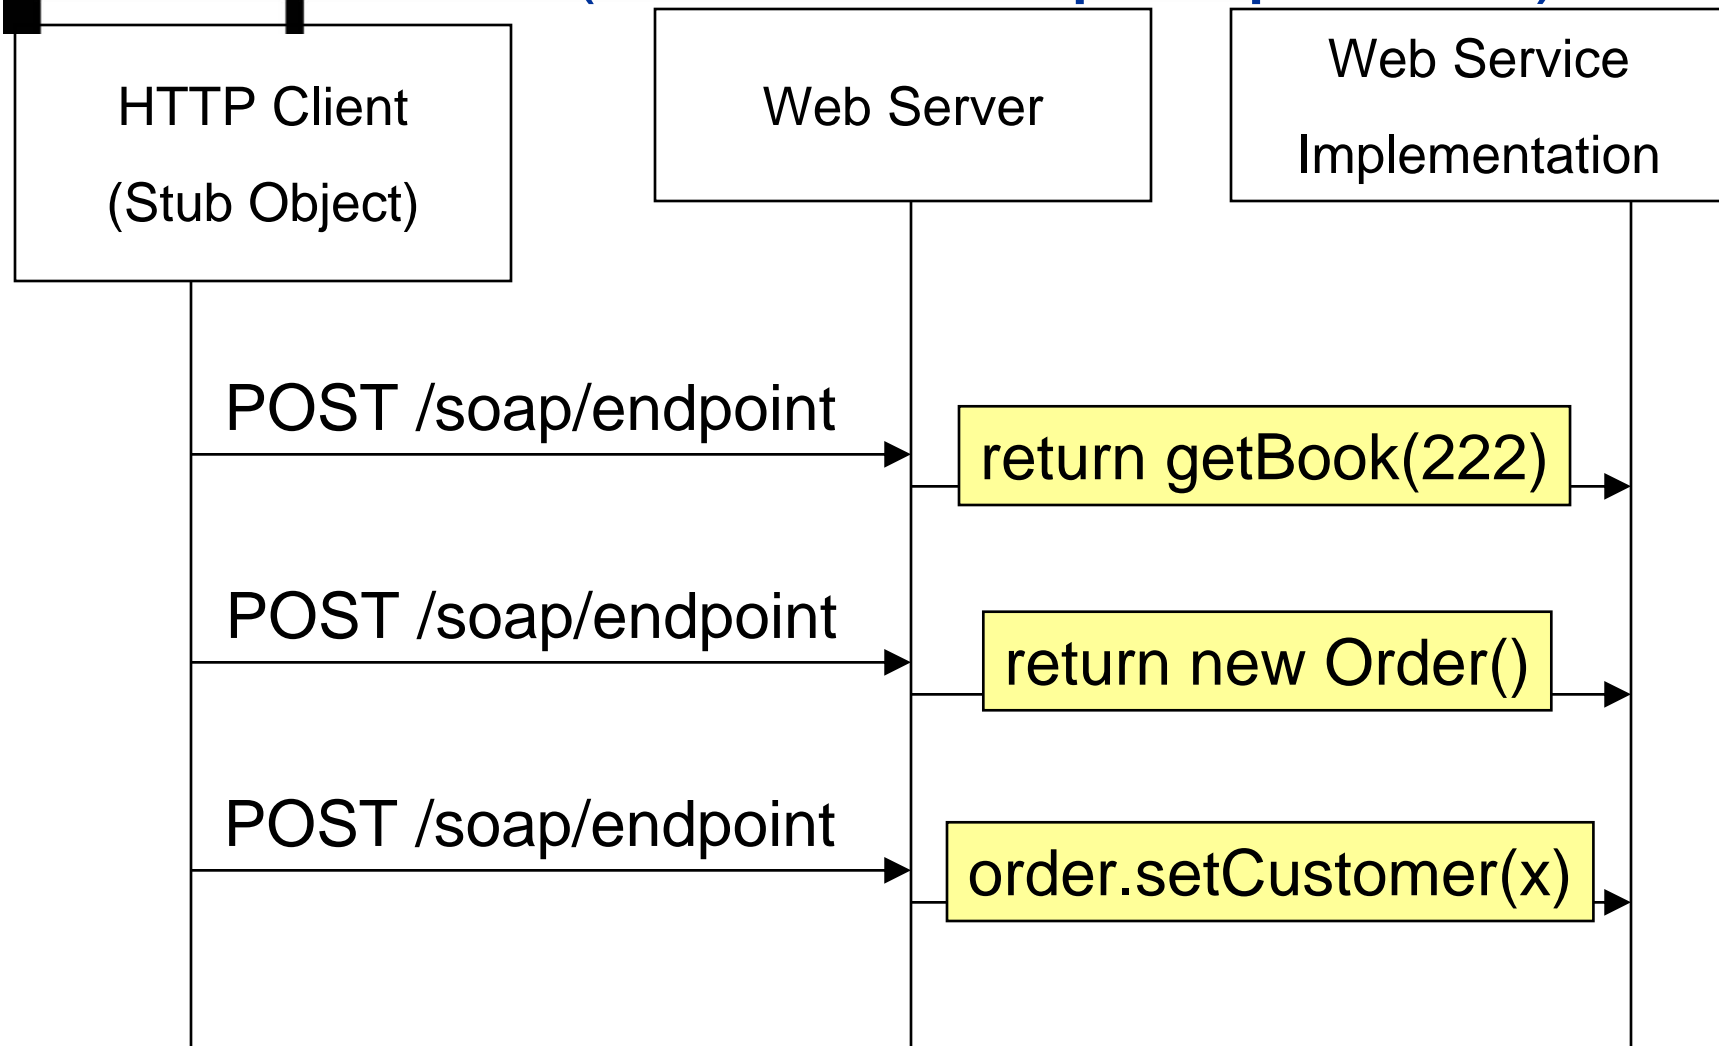 HTTP Client
(Stub Object)
Web Server
Web Service
Implementation
POST /soap/endpoint
return getBook(222)
POST /soap/endpoint
return new Order()
POST /soap/endpoint
order.setCustomer(x)